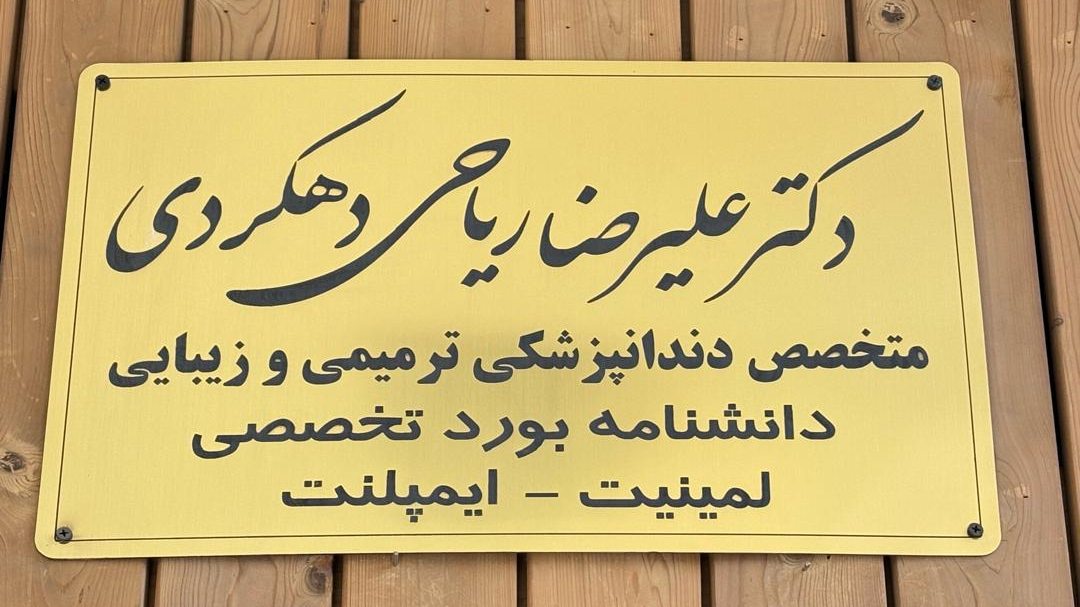 دکتر علیرضا ریاحی دهکردی
متخصص دندانپزشکی ترمیمی و زیبایی
دانشنامه بورد تخصصی
لمینیت - ایمپلنت